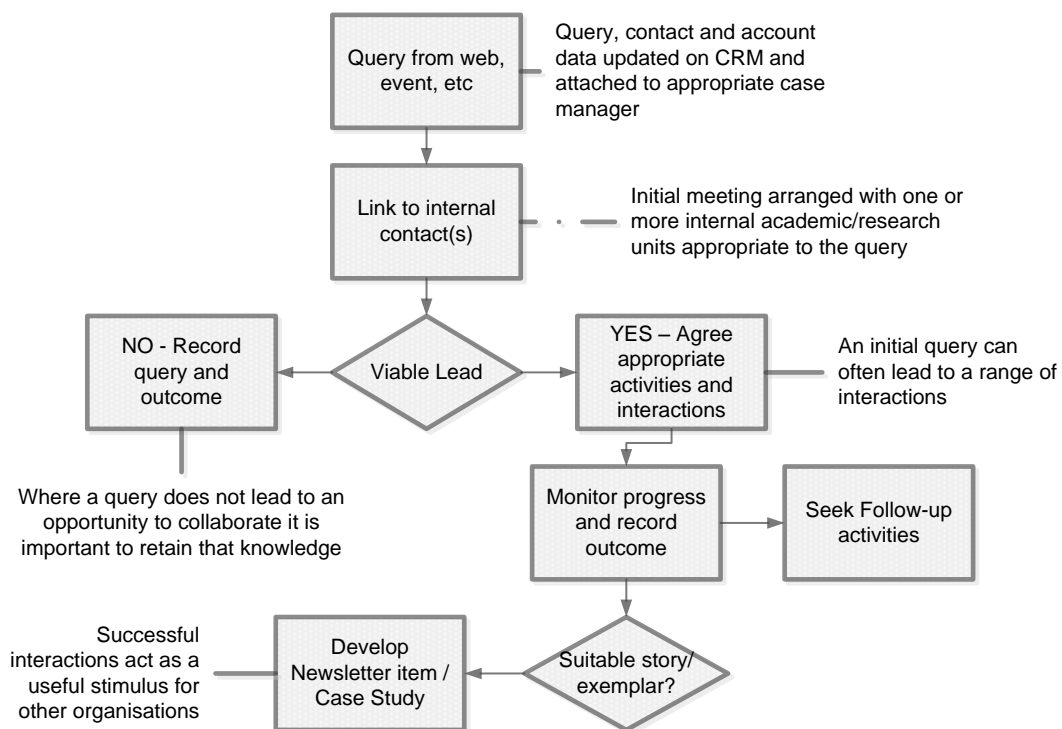 Query from web,
event, etc
Query, contact and account
data updated on CRM and
attached to appropriate case
manager
Link to internal
contact(s)
Initial meeting arranged with one or
more internal academic/research
units appropriate to the query
NO - Record
query and
outcome
Viable Lead
YES – Agree
appropriate
activities and
interactions
An initial query can
often lead to a range of
interactions
Where a query does not lead to an
opportunity to collaborate it is
important to retain that knowledge
Monitor progress
and record
outcome
Seek Follow-up
activities
Successful
interactions act as a
useful stimulus for
other organisations
Develop
Newsletter item /
Case Study
Suitable story/
exemplar?